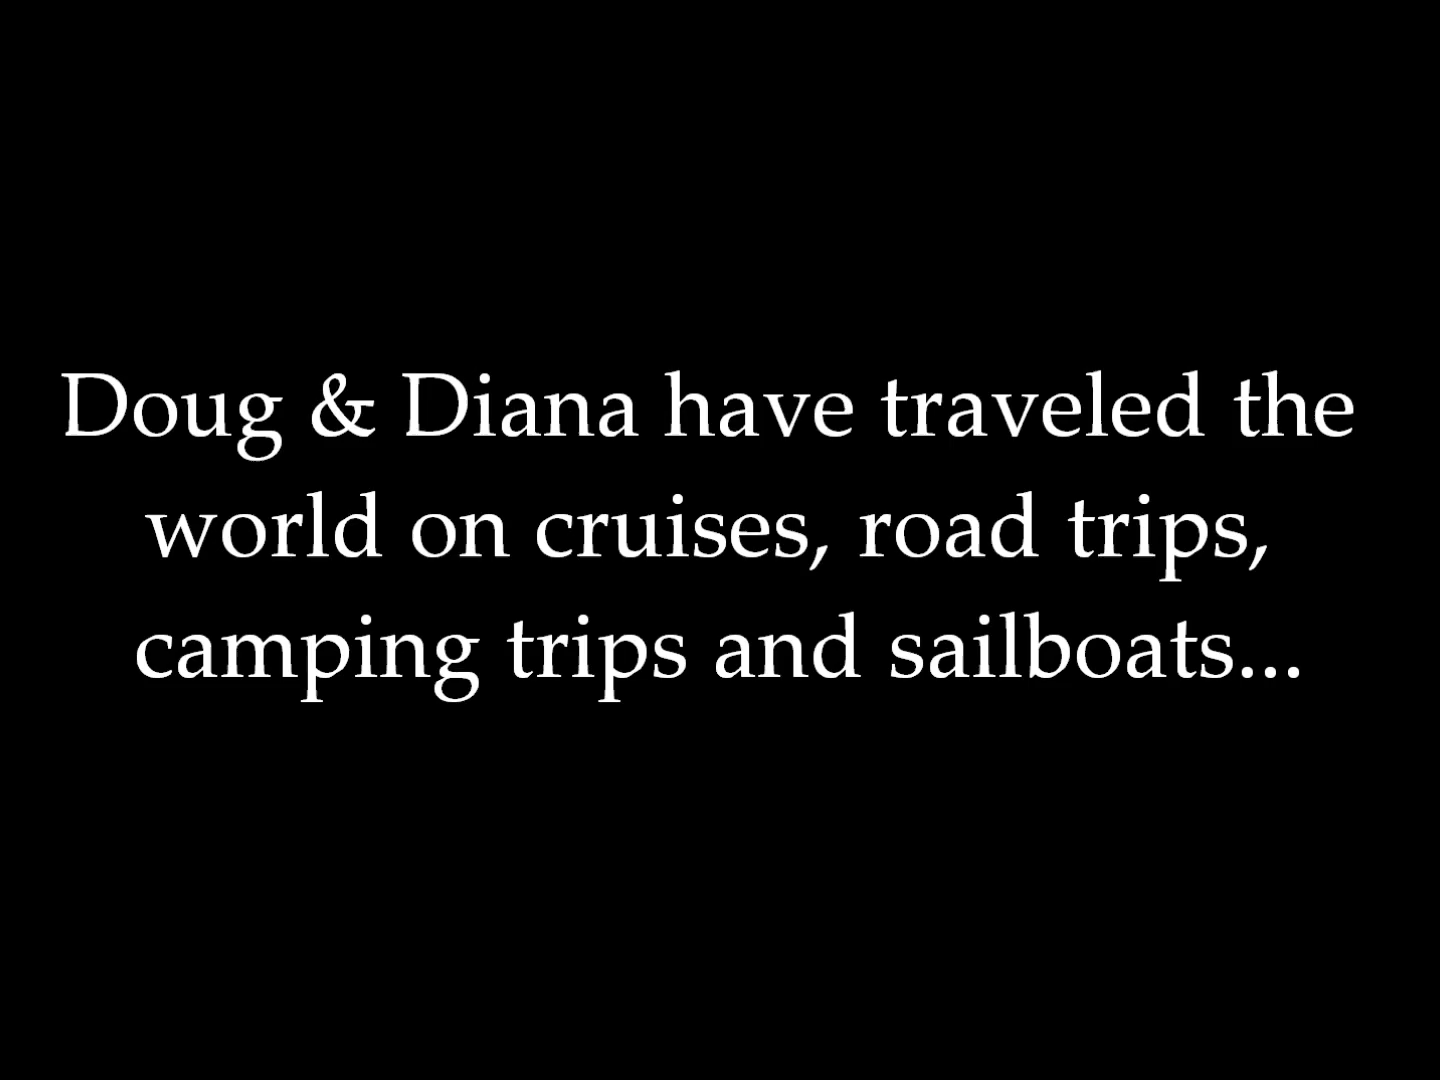 Doug & Diana have traveled the
world on cruises, road trips,
camping trips and sailboats...